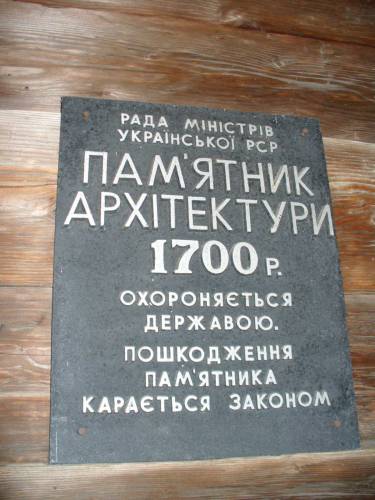 РАДА МІНІСТРІВ
УКРАЇНСЬКОЇ РСР
ПАМ'ЯТНИК
АРХІТЕКТУРИ
1700 Р.
ОХОРОНЯЄТЬСЯ
ДЕРЖАВОЮ.
ПОШКОДЖЕННЯ
ПАМ'ЯТНИКА
КАРАЄТЬСЯ ЗАКОНОМ